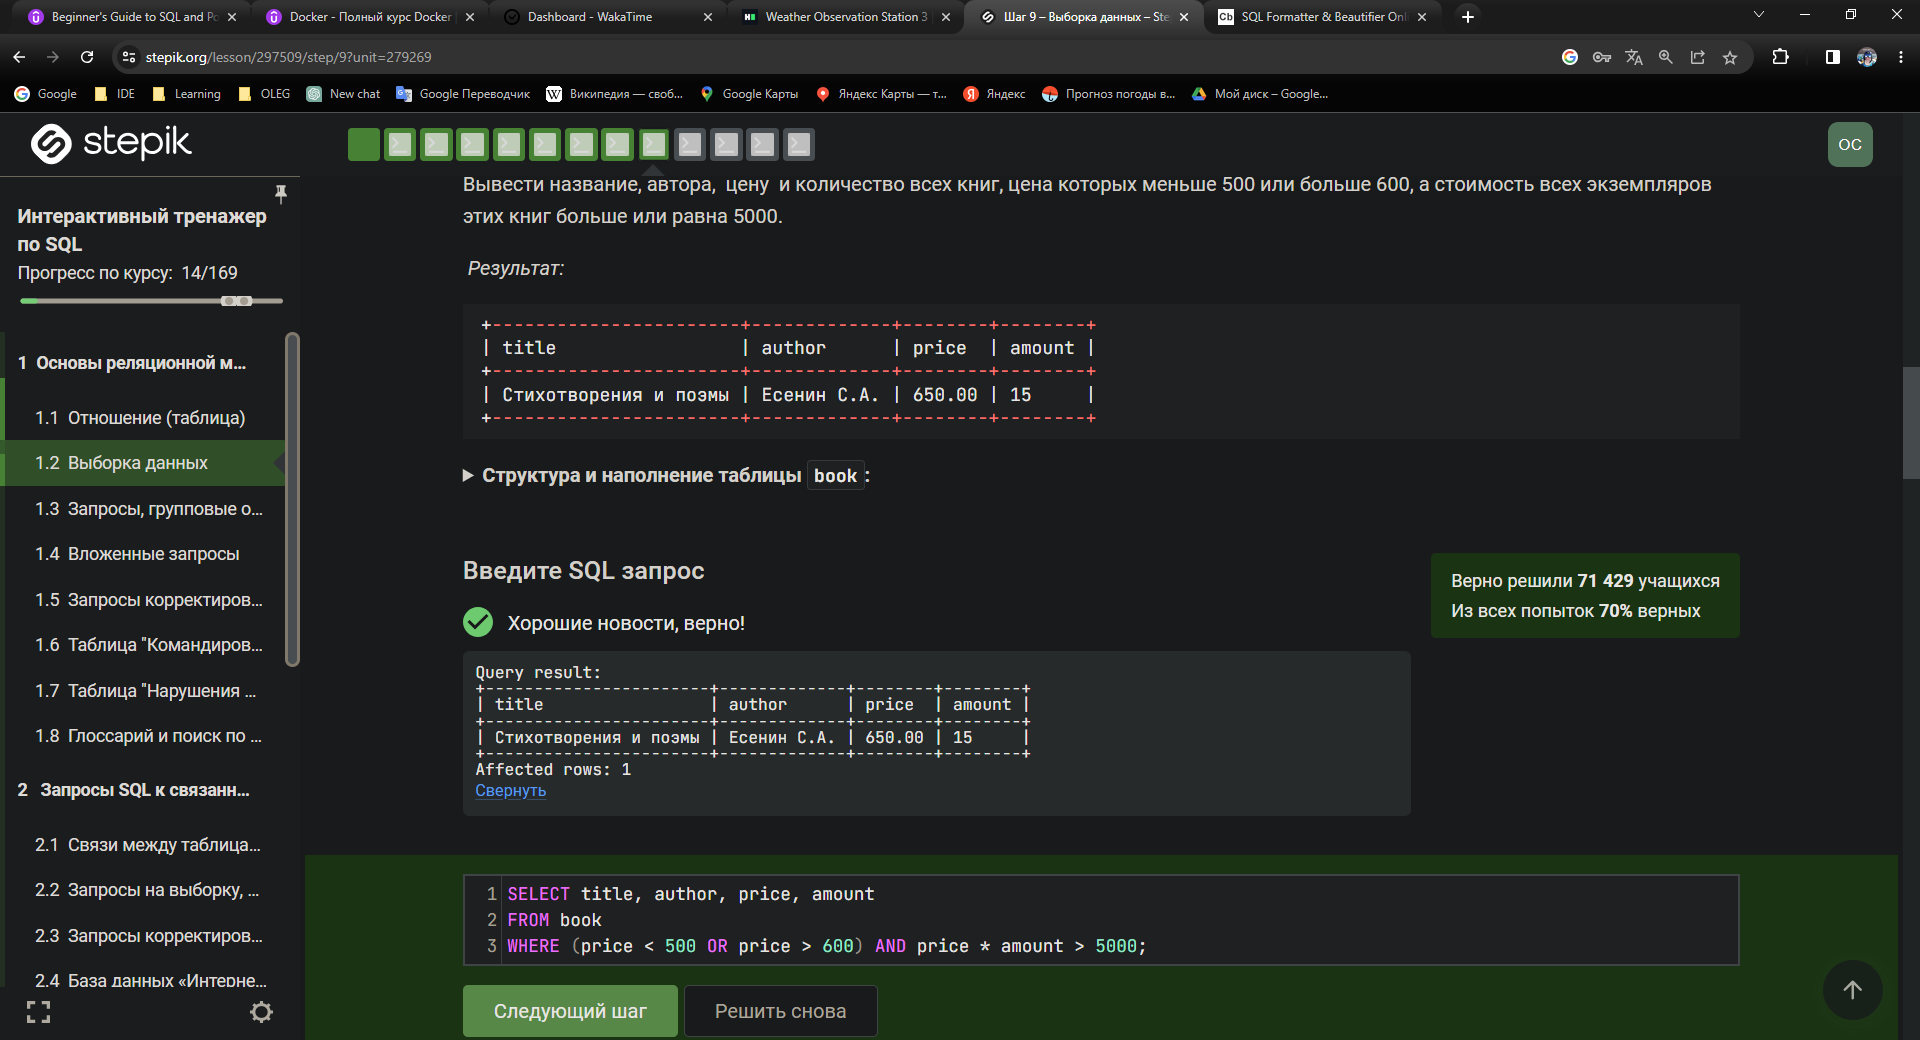 Beginner's Guide to SQL and Po
Docker - Полный курс Docker
Dashboard - WakaTime
Weather Observation Station 3
Шаг 9 – Выборка данных – Ste
SQL Formatter & Beautifier Onl
stepik.org/lesson/297509/step/9?unit=279269
Google
IDE
Learning
OLEG
New chat
Google Переводчик
Википедия — своб...
Google Карты
Яндекс Карты — т...
Яндекс
Прогноз погоды в...
Мой диск – Google...
stepik
OC
Интерактивный тренажер
по SQL
Прогресс по курсу: 14/169
1 Основы реляционной м...
1.1 Отношение (таблица)
1.2 Выборка данных
1.3 Запросы, групповые о...
1.4 Вложенные запросы
1.5 Запросы корректиров...
1.6 Таблица "Командиров...
1.7 Таблица "Нарушения ...
1.8 Глоссарий и поиск по ...
2 Запросы SQL к связанн...
2.1 Связи между таблица...
2.2 Запросы на выборку, ...
2.3 Запросы корректиров...
2.4 База данных «Интерне...
Вывести название, автора, цену и количество всех книг, цена которых меньше 500 или больше 600, а стоимость всех экземпляров
этих книг больше или равна 5000.
Результат:
+-----------------------+-------------+--------+--------+
| title                 | author      | price  | amount |
+-----------------------+-------------+--------+--------+
| Стихотворения и поэмы | Есенин С.А. | 650.00 | 15     |
+-----------------------+-------------+--------+--------+
Структура и наполнение таблицы book:
Введите SQL запрос
Верно решили 71 429 учащихся
Из всех попыток 70% верных
Хорошие новости, верно!
Query result:
+-----------------------+-------------+--------+--------+
| title                 | author      | price  | amount |
+-----------------------+-------------+--------+--------+
| Стихотворения и поэмы | Есенин С.А. | 650.00 | 15     |
+-----------------------+-------------+--------+--------+
Affected rows: 1
Свернуть
1 SELECT title, author, price, amount
2 FROM book
3 WHERE (price < 500 OR price > 600) AND price * amount > 5000;
Следующий шаг
Решить снова